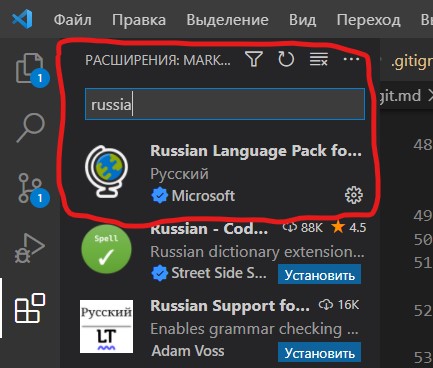 Файл Правка Выделение Вид Переход В
РАСШИРЕНИЯ: MARK...
russia
Russian Language Pack fo...
Русский
Microsoft
Russian - Cod... 88K 4.5
Russian dictionary extension...
Street Side S... Установить
Russian Support fo... 16K
Enables grammar checking ...
Adam Voss Установить
Spell
Русский
LT
1
1
.gitign
git.md
48
49
50
51
52
53